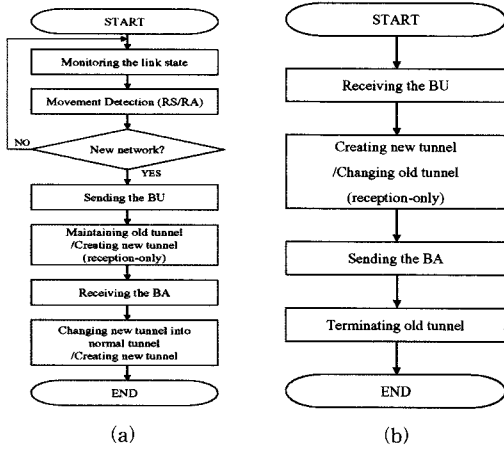 START
Monitoring the link state
Movement Detection (RS/RA)
New network?
NO
YES
Sending the BU
Maintaining old tunnel
/Creating new tunnel
(reception-only)
Receiving the BA
Changing new tunnel into
normal tunnel
/Creating new tunnel
END
(a)
START
Receiving the BU
Creating new tunnel
/Changing old tunnel
(reception-only)
Sending the BA
Terminating old tunnel
END
(b)